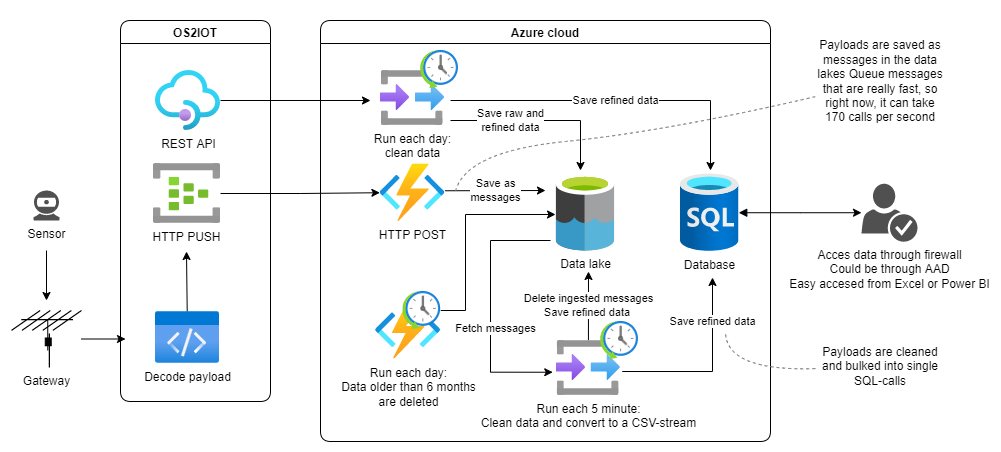 OS2IOT
Azure cloud
Payloads are saved as
messages in the data
lakes Queue messages
that are really fast, so
right now, it can take
170 calls per second
REST API
Run each day:
clean data
Save refined data
Save raw and
refined data
HTTP PUSH
HTTP POST
Save as
messages
SQL
Sensor
Data lake
Database
Acces data through firewall
Could be through AAD
Easy accesed from Excel or Power BI
Delete ingested messages
Save refined data
Fetch messages
Save refined data
Gateway
Decode payload
Run each day:
Data older than 6 months
are deleted
Payloads are cleaned
and bulked into single
SQL-calls
Run each 5 minute:
Clean data and convert to a CSV-stream